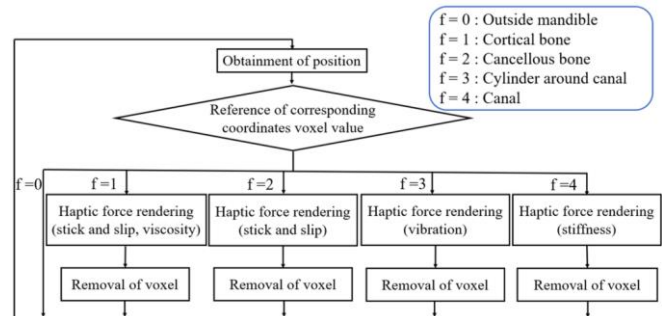 f = 0 : Outside mandible
f = 1 : Cortical bone
f = 2 : Cancellous bone
f = 3 : Cylinder around canal
f = 4 : Canal
Obtainment of position
Reference of corresponding
coordinates voxel value
f =0
f =1
f =2
f =3
f =4
Haptic force rendering
(stick and slip, viscosity)
Haptic force rendering
(stick and slip)
Haptic force rendering
(vibration)
Haptic force rendering
(stiffness)
Removal of voxel
Removal of voxel
Removal of voxel
Removal of voxel